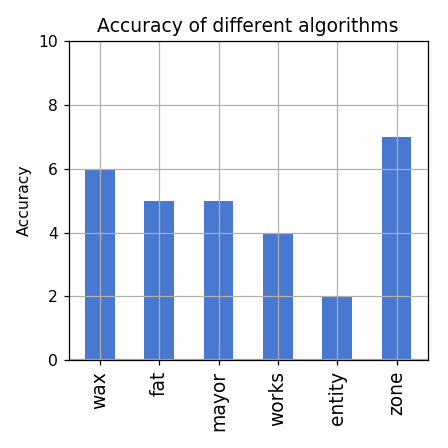 Accuracy of different algorithms
10
8
6
4
2
0
Accuracy
wax
fat
mayor
works
entity
zone